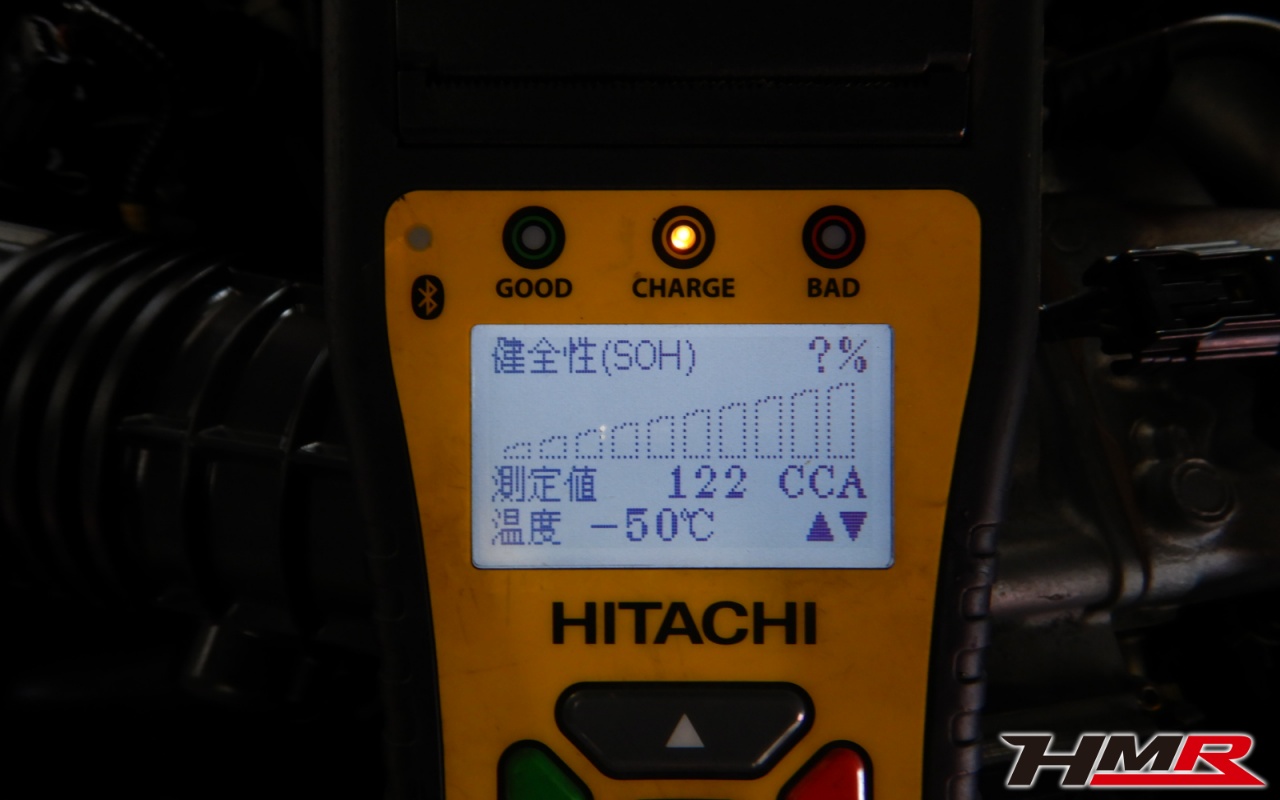 GOOD CHARGE BAD
健全性(SOH) ?%
測定値 122 CCA
温度 -50℃ ▲▼
HITACHI
HMR